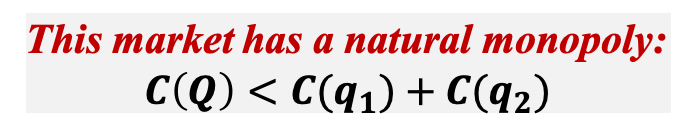 This market has a natural monopoly:
C(Q) < C(q₁) + C(q₂)